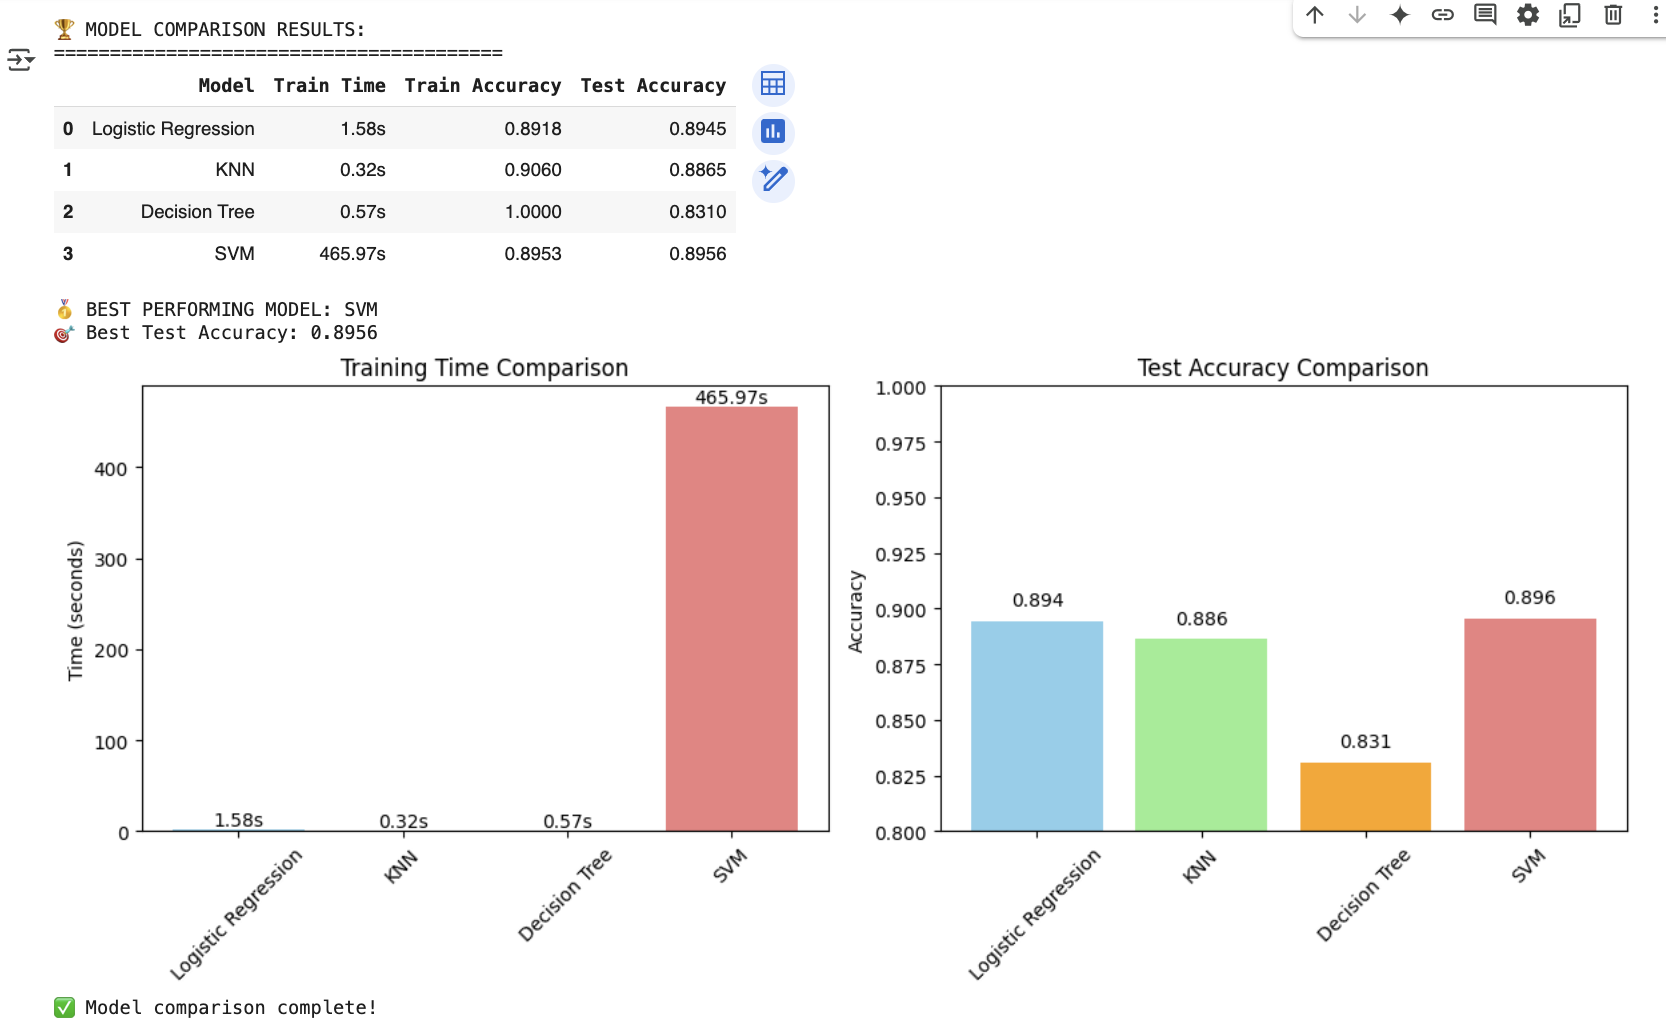 🏆 MODEL COMPARISON RESULTS:
========================================
Model Train Time Train Accuracy Test Accuracy
0 Logistic Regression 1.58s 0.8918 0.8945
1 KNN 0.32s 0.9060 0.8865
2 Decision Tree 0.57s 1.0000 0.8310
3 SVM 465.97s 0.8953 0.8956
🥇 BEST PERFORMING MODEL: SVM
🎯 Best Test Accuracy: 0.8956
Training Time Comparison
Time (seconds)
400
300
200
100
0
1.58s
0.32s
0.57s
465.97s
Logistic Regression
KNN
Decision Tree
SVM
Test Accuracy Comparison
Accuracy
1.000
0.975
0.950
0.925
0.900
0.875
0.850
0.825
0.800
0.894
0.886
0.831
0.896
Logistic Regression
KNN
Decision Tree
SVM
✅ Model comparison complete!